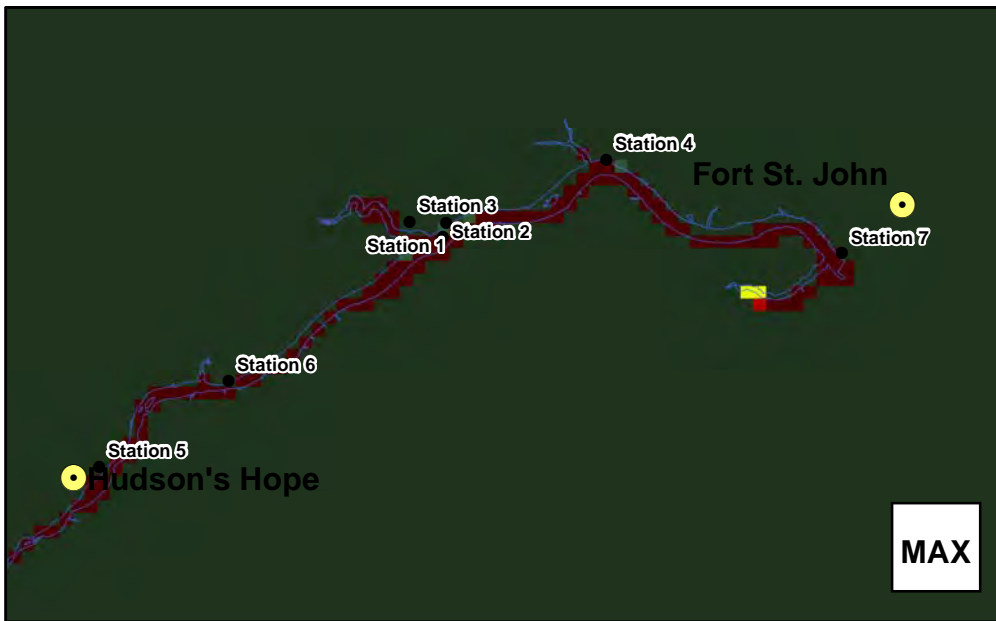 Station 4
Fort St. John
Station 3
Station 2
Station 1
Station 7
Station 6
Station 5
Hudson's Hope
MAX